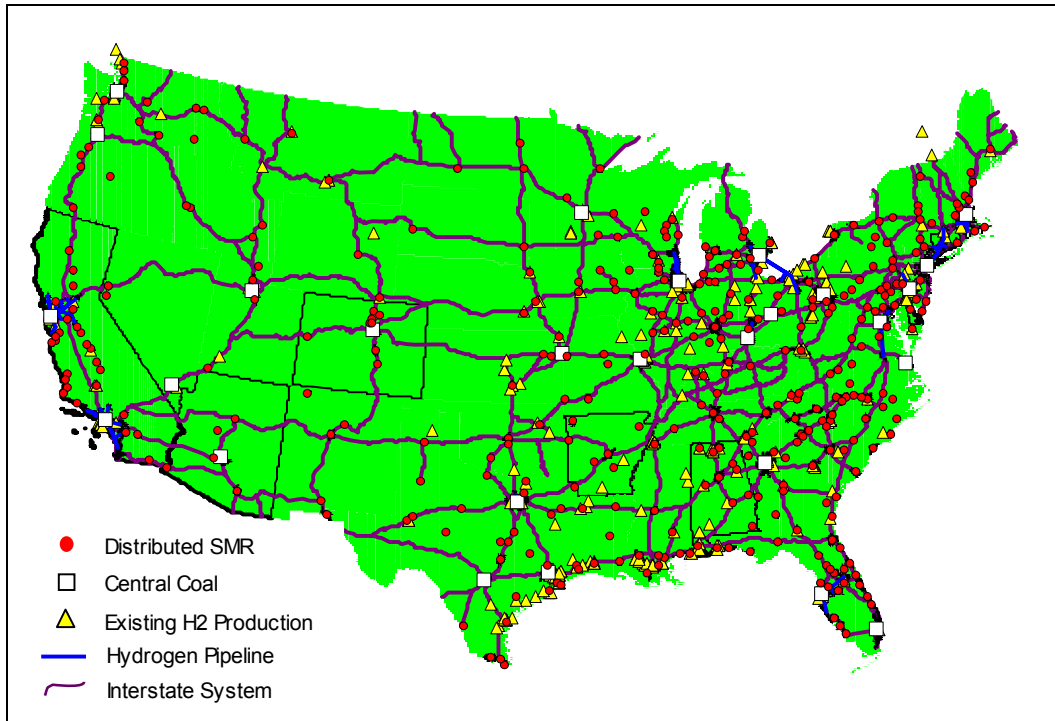 Distributed SMR
Central Coal
Existing H2 Production
Hydrogen Pipeline
Interstate System